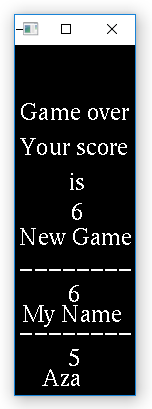 Game over
Your score
is
6
New Game
--------
6
My Name
--------
5
Aza